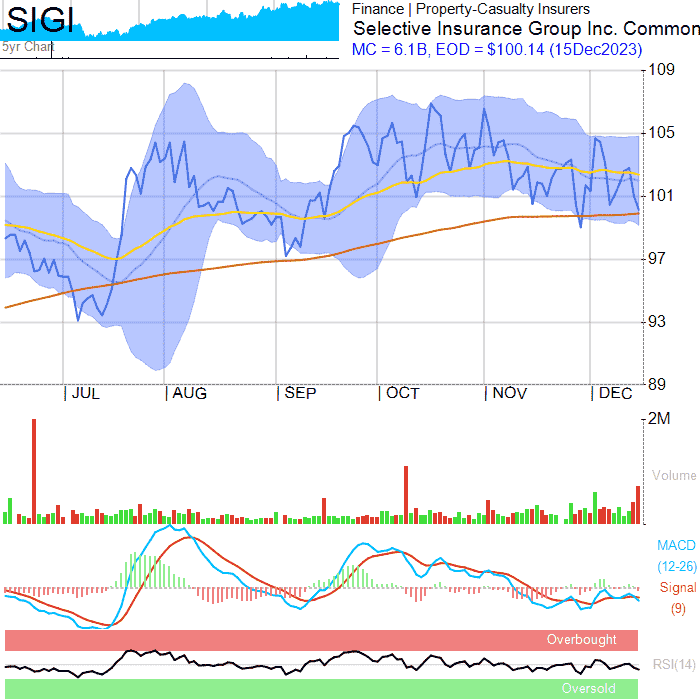 SIGI
5yr Chart
Finance | Property-Casualty Insurers
Selective Insurance Group Inc. Common
MC = 6.1B, EOD = $100.14 (15Dec2023)
109
105
101
97
93
89
JUL AUG SEP OCT NOV DEC
2M
Volume
MACD
(12-26)
Signal
(9)
Overbought
RSI(14)
Oversold